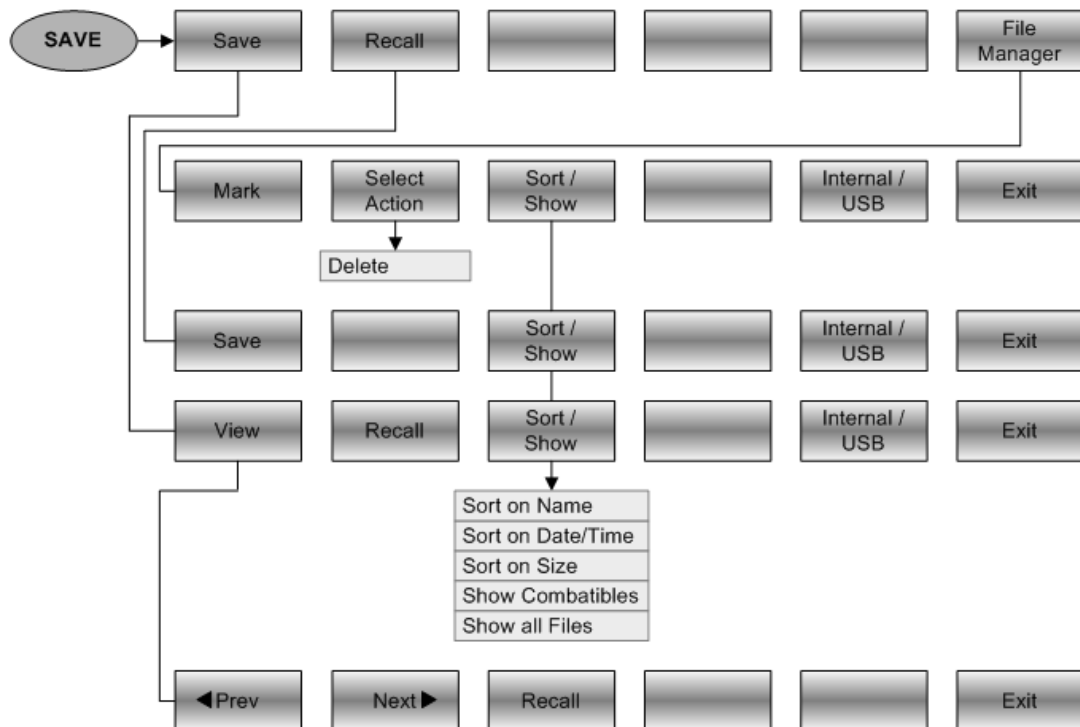 SAVE
Save
Recall
File
Manager
Mark
Select
Action
Sort /
Show
Internal /
USB
Exit
Delete
Save
Sort /
Show
Internal /
USB
Exit
View
Recall
Sort /
Show
Internal /
USB
Exit
Sort on Name
Sort on Date/Time
Sort on Size
Show Combatibles
Show all Files
◀Prev
Next▶
Recall
Exit